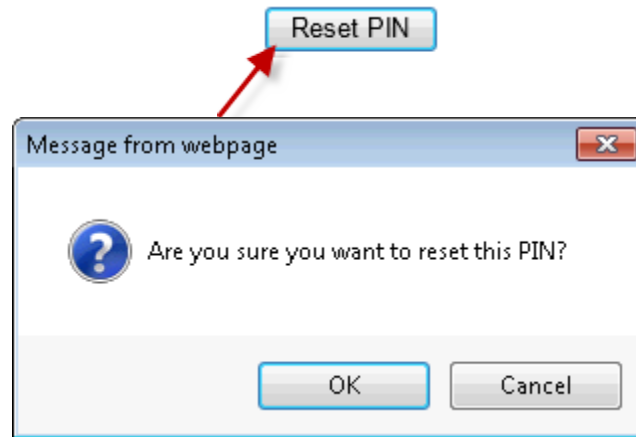 Reset PIN
Message from webpage
Are you sure you want to reset this PIN?
OK Cancel